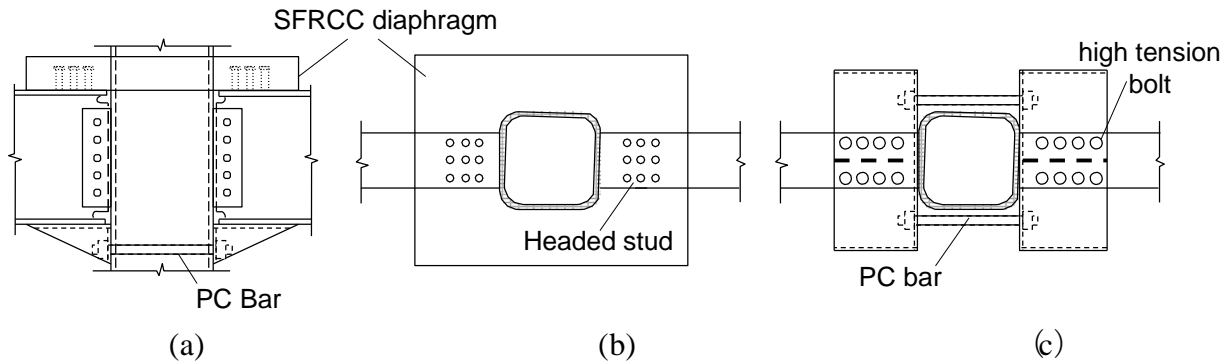 SFRCC diaphragm
high tension
bolt
Headed stud
PC Bar
PC bar
(a)
(b)
(c)